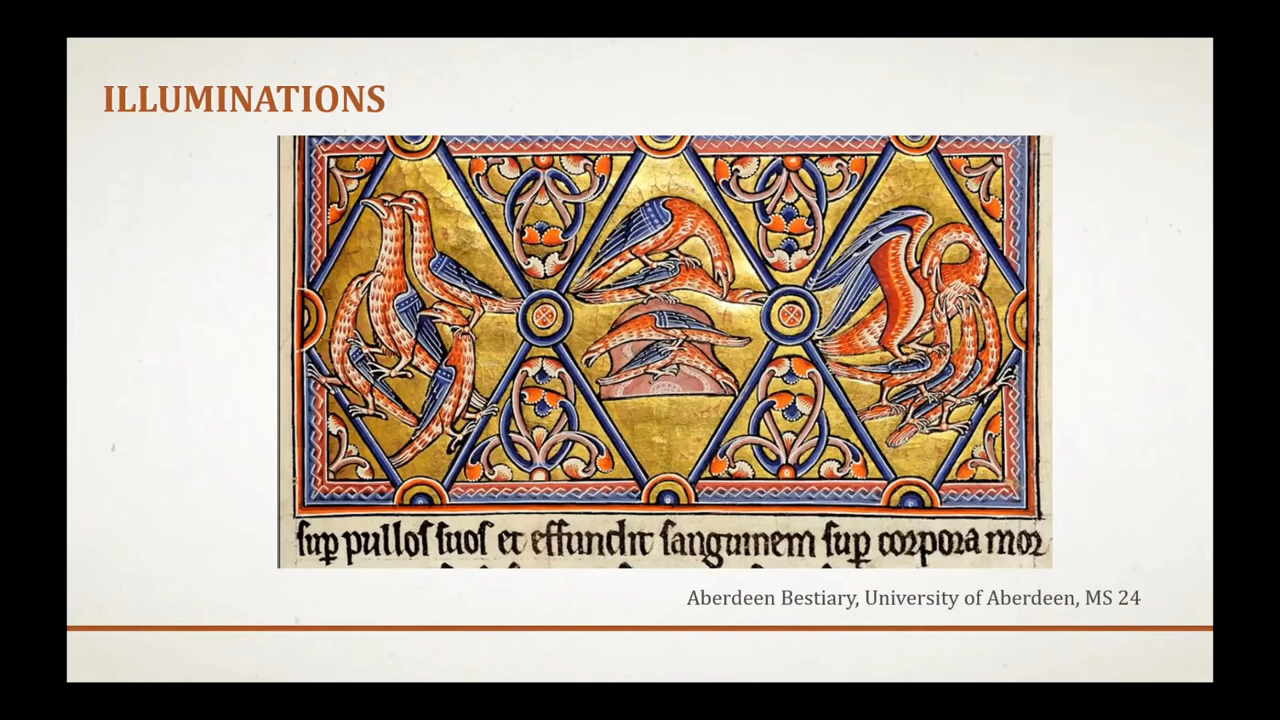 ILLUMINATIONS
sup̱ pulloſ ſuoſ et effundit ſanguinem ſup̱ corpora mor
Aberdeen Bestiary, University of Aberdeen, MS 24